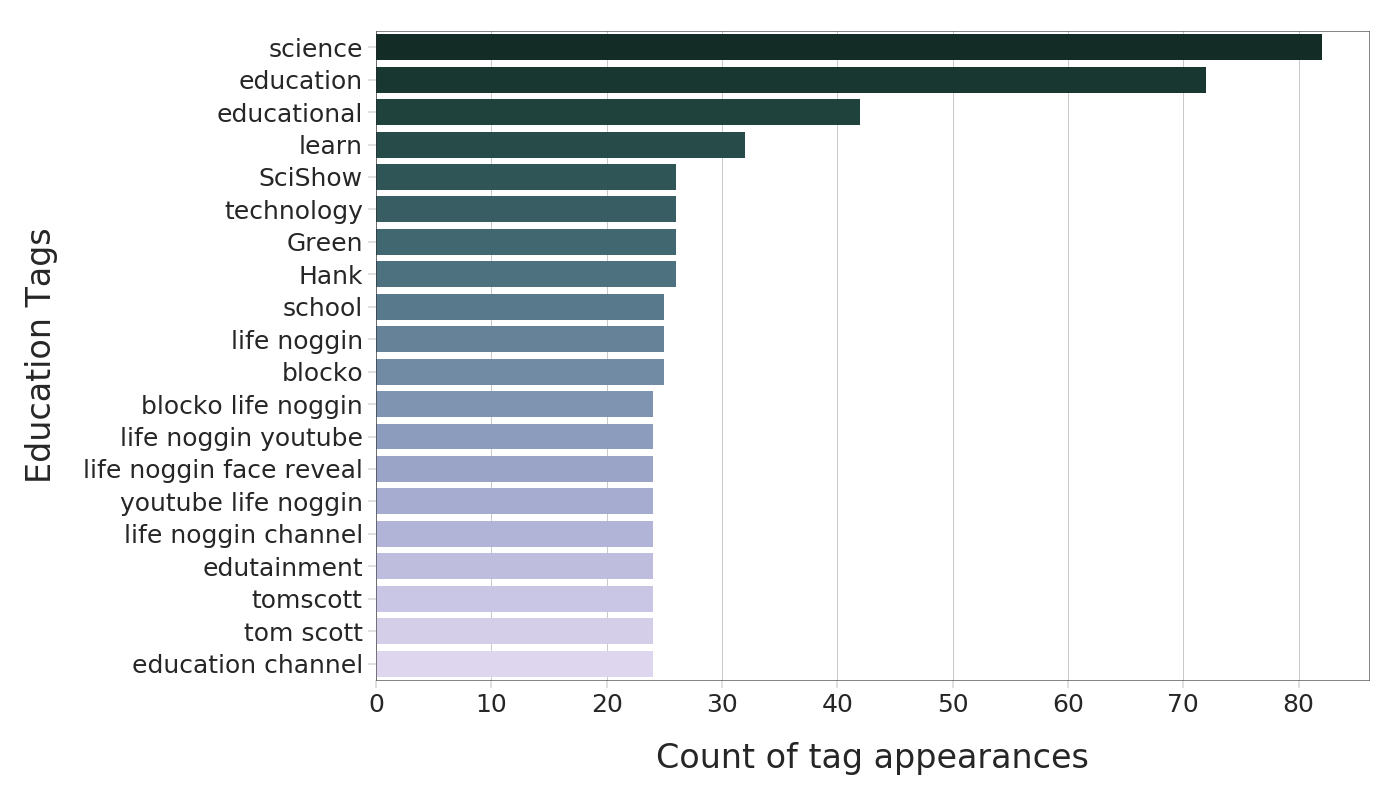 science
education
educational
learn
SciShow
technology
Green
Hank
school
life noggin
blocko
blocko life noggin
life noggin youtube
life noggin face reveal
youtube life noggin
life noggin channel
edutainment
tomscott
tom scott
education channel
Education Tags
0 10 20 30 40 50 60 70 80
Count of tag appearances